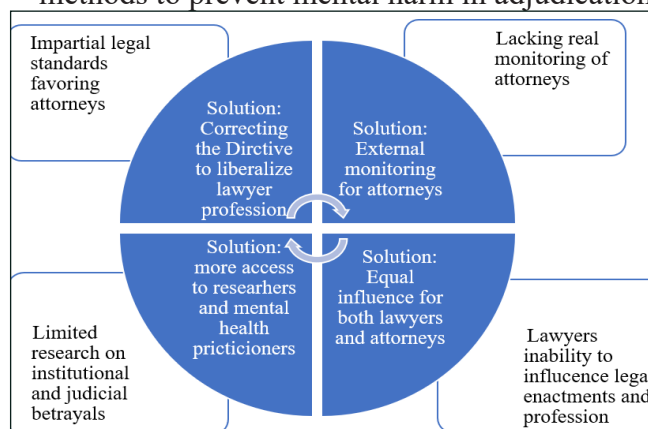 methods to prevent mental harm in adjudication
Impartial legal
standards
favoring
attorneys
Lacking real
monitoring of
attorneys
Solution:
Correcting
the Dirctive
to liberalize
lawyer
profession
Solution:
External
monitoring
for attorneys
Solution:
more access
to researhers
and mental
health
pricticioners
Solution:
Equal
influence for
both lawyers
and attorneys
Limited
research on
institutional
and judicial
betrayals
Lawyers
inability to
influcence legal
enactments and
profession